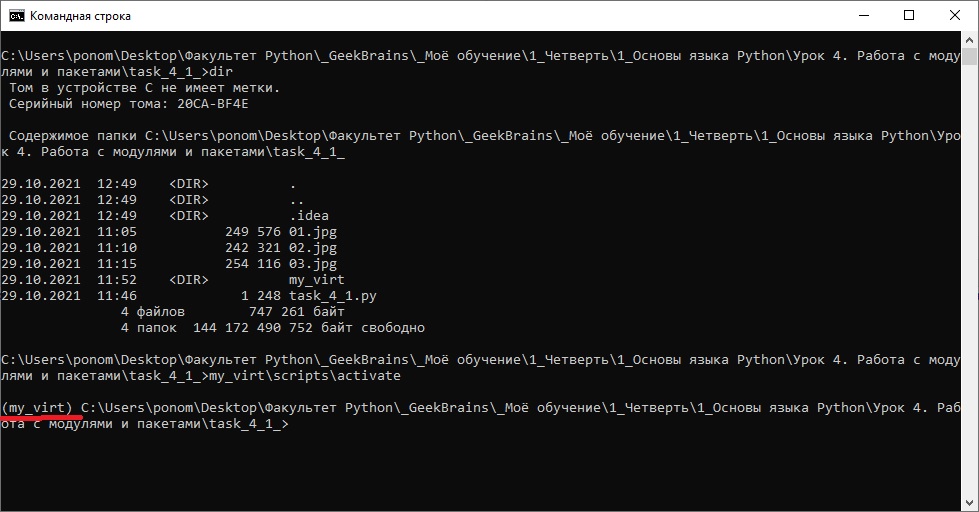 Командная строка
C:\Users\ponom\Desktop\Факультет Python\_GeekBrains\_Моё обучение\1_Четверть\1_Основы языка Python\Урок 4. Работа с моду
лями и пакетами\task_4_1_>dir
Том в устройстве C не имеет метки.
Серийный номер тома: 20CA-BF4E
Содержимое папки C:\Users\ponom\Desktop\Факультет Python\_GeekBrains\_Моё обучение\1_Четверть\1_Основы языка Python\Уро
к 4. Работа с модулями и пакетами\task_4_1_
29.10.2021  12:49    <DIR>          .
29.10.2021  12:49    <DIR>          ..
29.10.2021  12:49    <DIR>          .idea
29.10.2021  11:05           249 576 01.jpg
29.10.2021  11:10           242 321 02.jpg
29.10.2021  11:15           254 116 03.jpg
29.10.2021  11:52    <DIR>          my_virt
29.10.2021  11:46             1 248 task_4_1.py
4 файлов        747 261 байт
4 папок  144 172 490 752 байт свободно
C:\Users\ponom\Desktop\Факультет Python\_GeekBrains\_Моё обучение\1_Четверть\1_Основы языка Python\Урок 4. Работа с моду
лями и пакетами\task_4_1_>my_virt\scripts\activate
(my_virt) C:\Users\ponom\Desktop\Факультет Python\_GeekBrains\_Моё обучение\1_Четверть\1_Основы языка Python\Урок 4. Раб
ота с модулями и пакетами\task_4_1_>